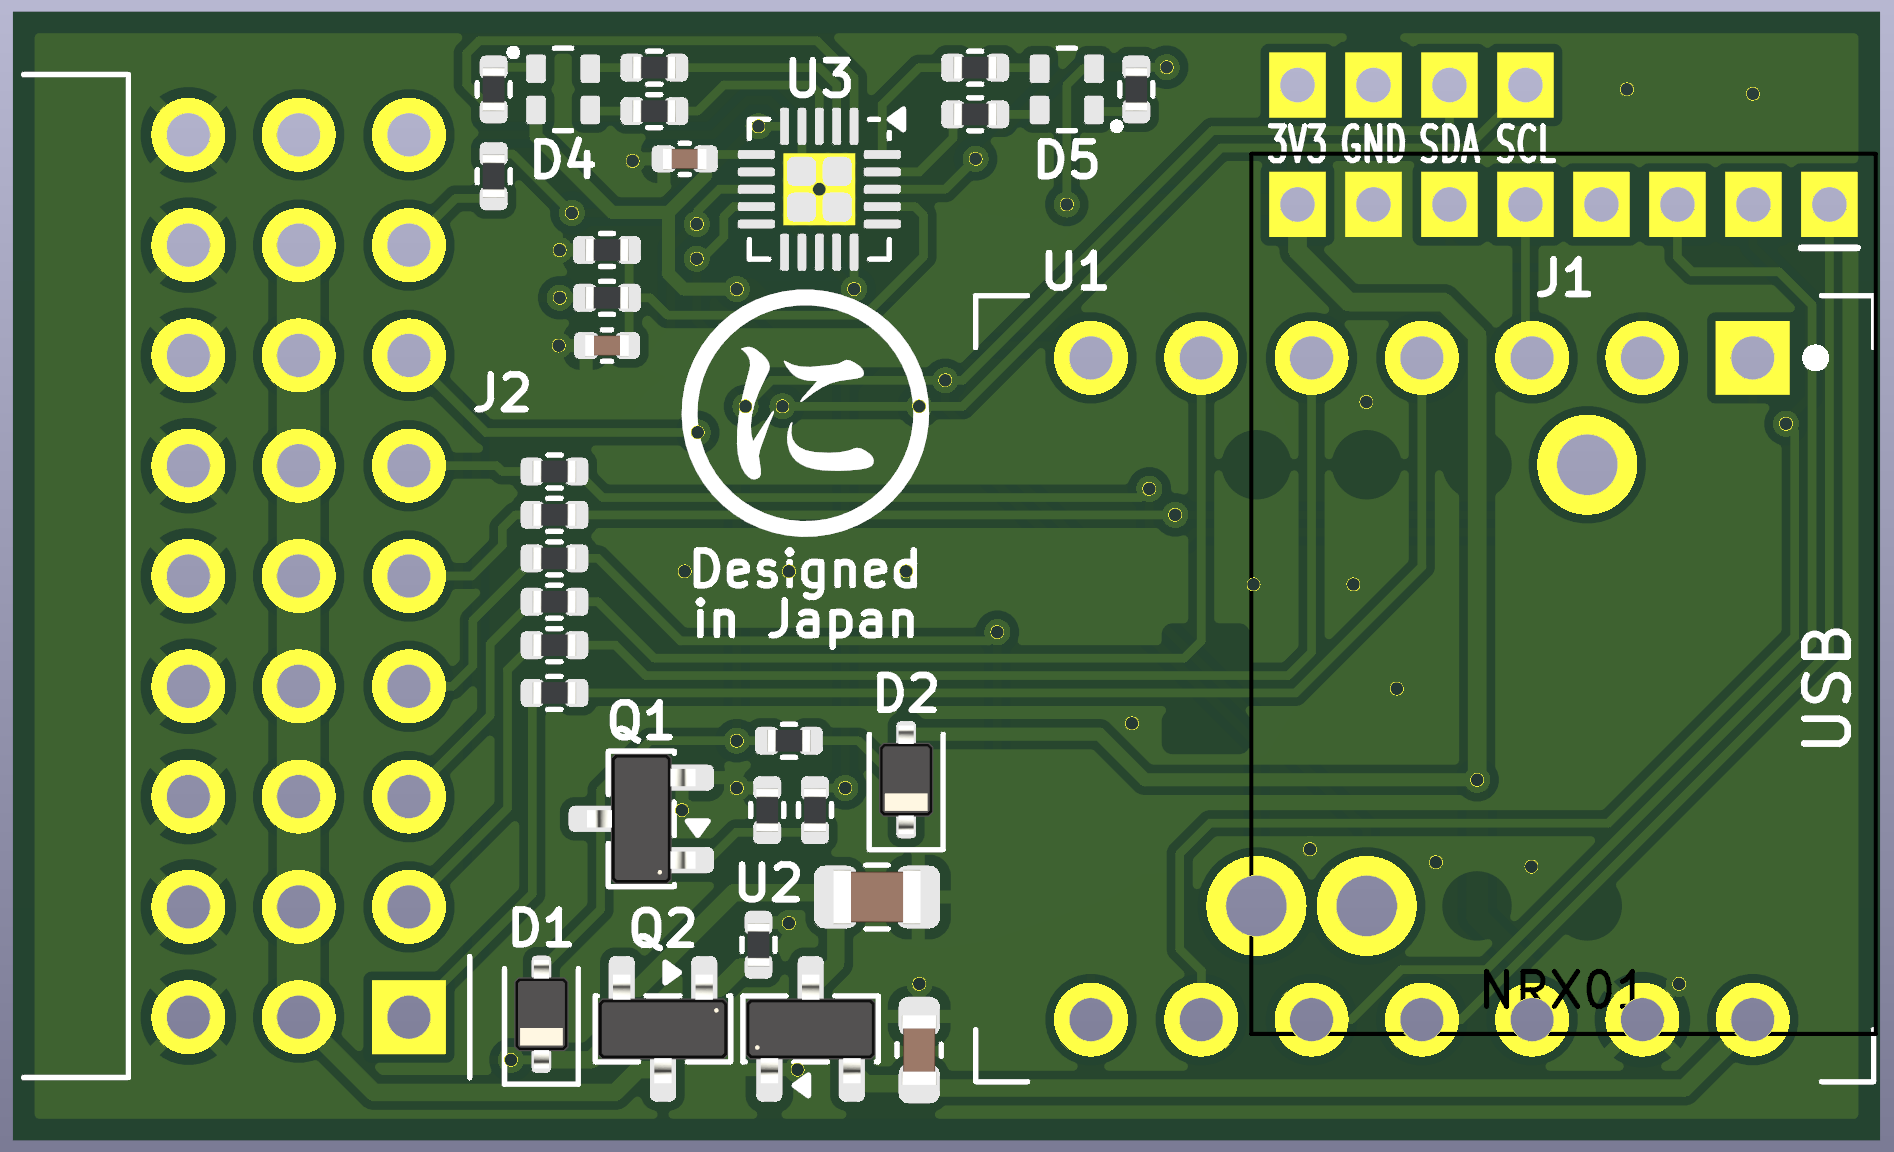 U3
D4
D5
3V3 GND SDA SCL
U1
J1
J2
に
Designed
in Japan
D2
Q1
USB
U2
D1
Q2
NRX01